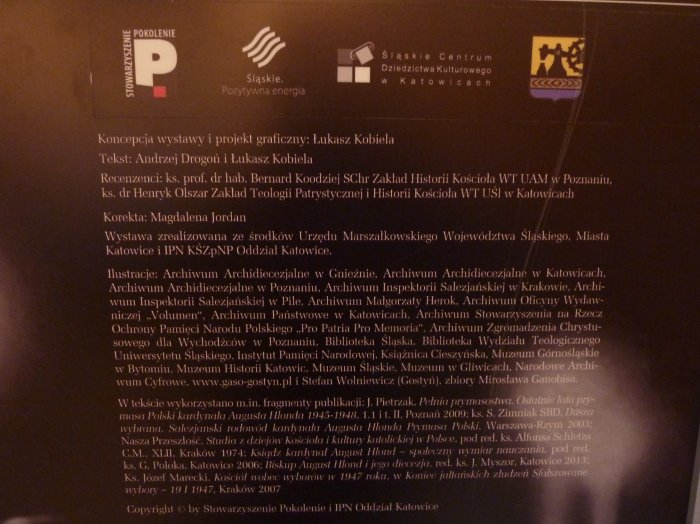 STOWARZYSZENIE
POKOLENIE
P.
Śląskie.
Pozytywna energia
Śląskie Centrum
Dziedzictwa Kulturowego
w Katowicach
Koncepcja wystawy i projekt graficzny: Łukasz Kobiela
Tekst: Andrzej Drogoń i Łukasz Kobiela
Recenzenci: ks. prof. dr hab. Bernard Koodziej SChr Zakład Historii Kościoła WT UAM w Poznaniu,
ks. dr Henryk Olszar Zakład Teologii Patrystycznej i Historii Kościoła WT UŚl w Katowicach
Korekta: Magdalena Jordan
Wystawa zrealizowana ze środków Urzędu Marszałkowskiego Województwa Śląskiego, Miasta
Katowice i IPN KŚZpNP Oddział Katowice.
Ilustracje: Archiwum Archidiecezjalne w Gnieźnie, Archiwum Archidiecezjalne w Katowicach,
Archiwum Archidiecezjalne w Poznaniu, Archiwum Inspektorii Salezjańskiej w Krakowie, Archi-
wum Inspektorii Salezjańskiej w Pile, Archiwum Małgorzaty Herok, Archiwum Oficyny Wydaw-
niczej „Volumen", Archiwum Państwowe w Katowicach, Archiwum Stowarzyszenia na Rzecz
Ochrony Pamięci Narodu Polskiego „Pro Patria Pro Memoria", Archiwum Zgromadzenia Chrystu-
sowego dla Wychodźców w Poznaniu, Biblioteka Śląska, Biblioteka Wydziału Teologicznego
Uniwersytetu Śląskiego, Instytut Pamięci Narodowej, Książnica Cieszyńska, Muzeum Górnośląskie
w Bytomiu, Muzeum Historii Katowic, Muzeum Śląskie, Muzeum w Gliwicach, Narodowe Archi-
wum Cyfrowe, www.gaso-gostyn.pl i Stefan Wolniewicz (Gostyń), zbiory Mirosława Ganobisa.
W tekście wykorzystano m.in. fragmenty publikacji: J. Pietrzak, Pełnia prymasostwa. Ostatnie lata pry-
masa Polski kardynała Augusta Hlonda 1945-1948, t. I i t. II, Poznań 2009; ks. S. Zimniak SBD, Dusza
wybrana. Salezjański rodowód kardynała Augusta Hlonda Prymasa Polski, Warszawa-Rzym 2003;
Nasza Przeszłość. Studia z dziejów Kościoła i kultury katolickiej w Polsce, pod red. ks. Alfonsa Schletza
C.M., XLII, Kraków 1974; Ksiądz kardynał August Hlond – społeczny wymiar nauczania, pod red.
ks. G. Poloka, Katowice 2006; Biskup August Hlond i jego diecezja, red. ks. J. Myszor, Katowice 2013;
Ks. Józef Marecki, Kościół wobec wyborów w 1947 roku, w Koniec jałtańskich złudzeń Sfałszowane
wybory – 19 I 1947, Kraków 2007
Copyright © by Stowarzyszenie Pokolenie i IPN Oddział Katowice